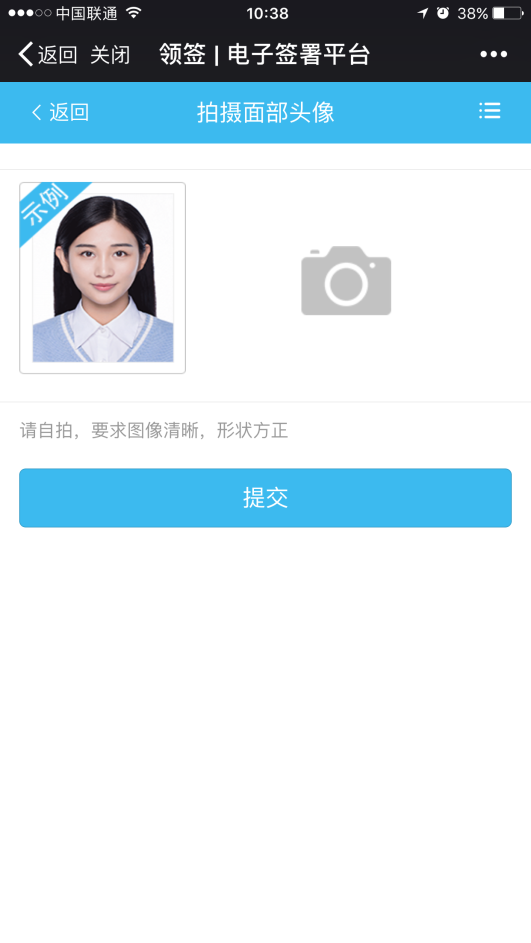 中国联通 10:38 38%
返回 关闭 领签 | 电子签署平台
返回 拍摄面部头像
示例
请自拍，要求图像清晰，形状方正
提交